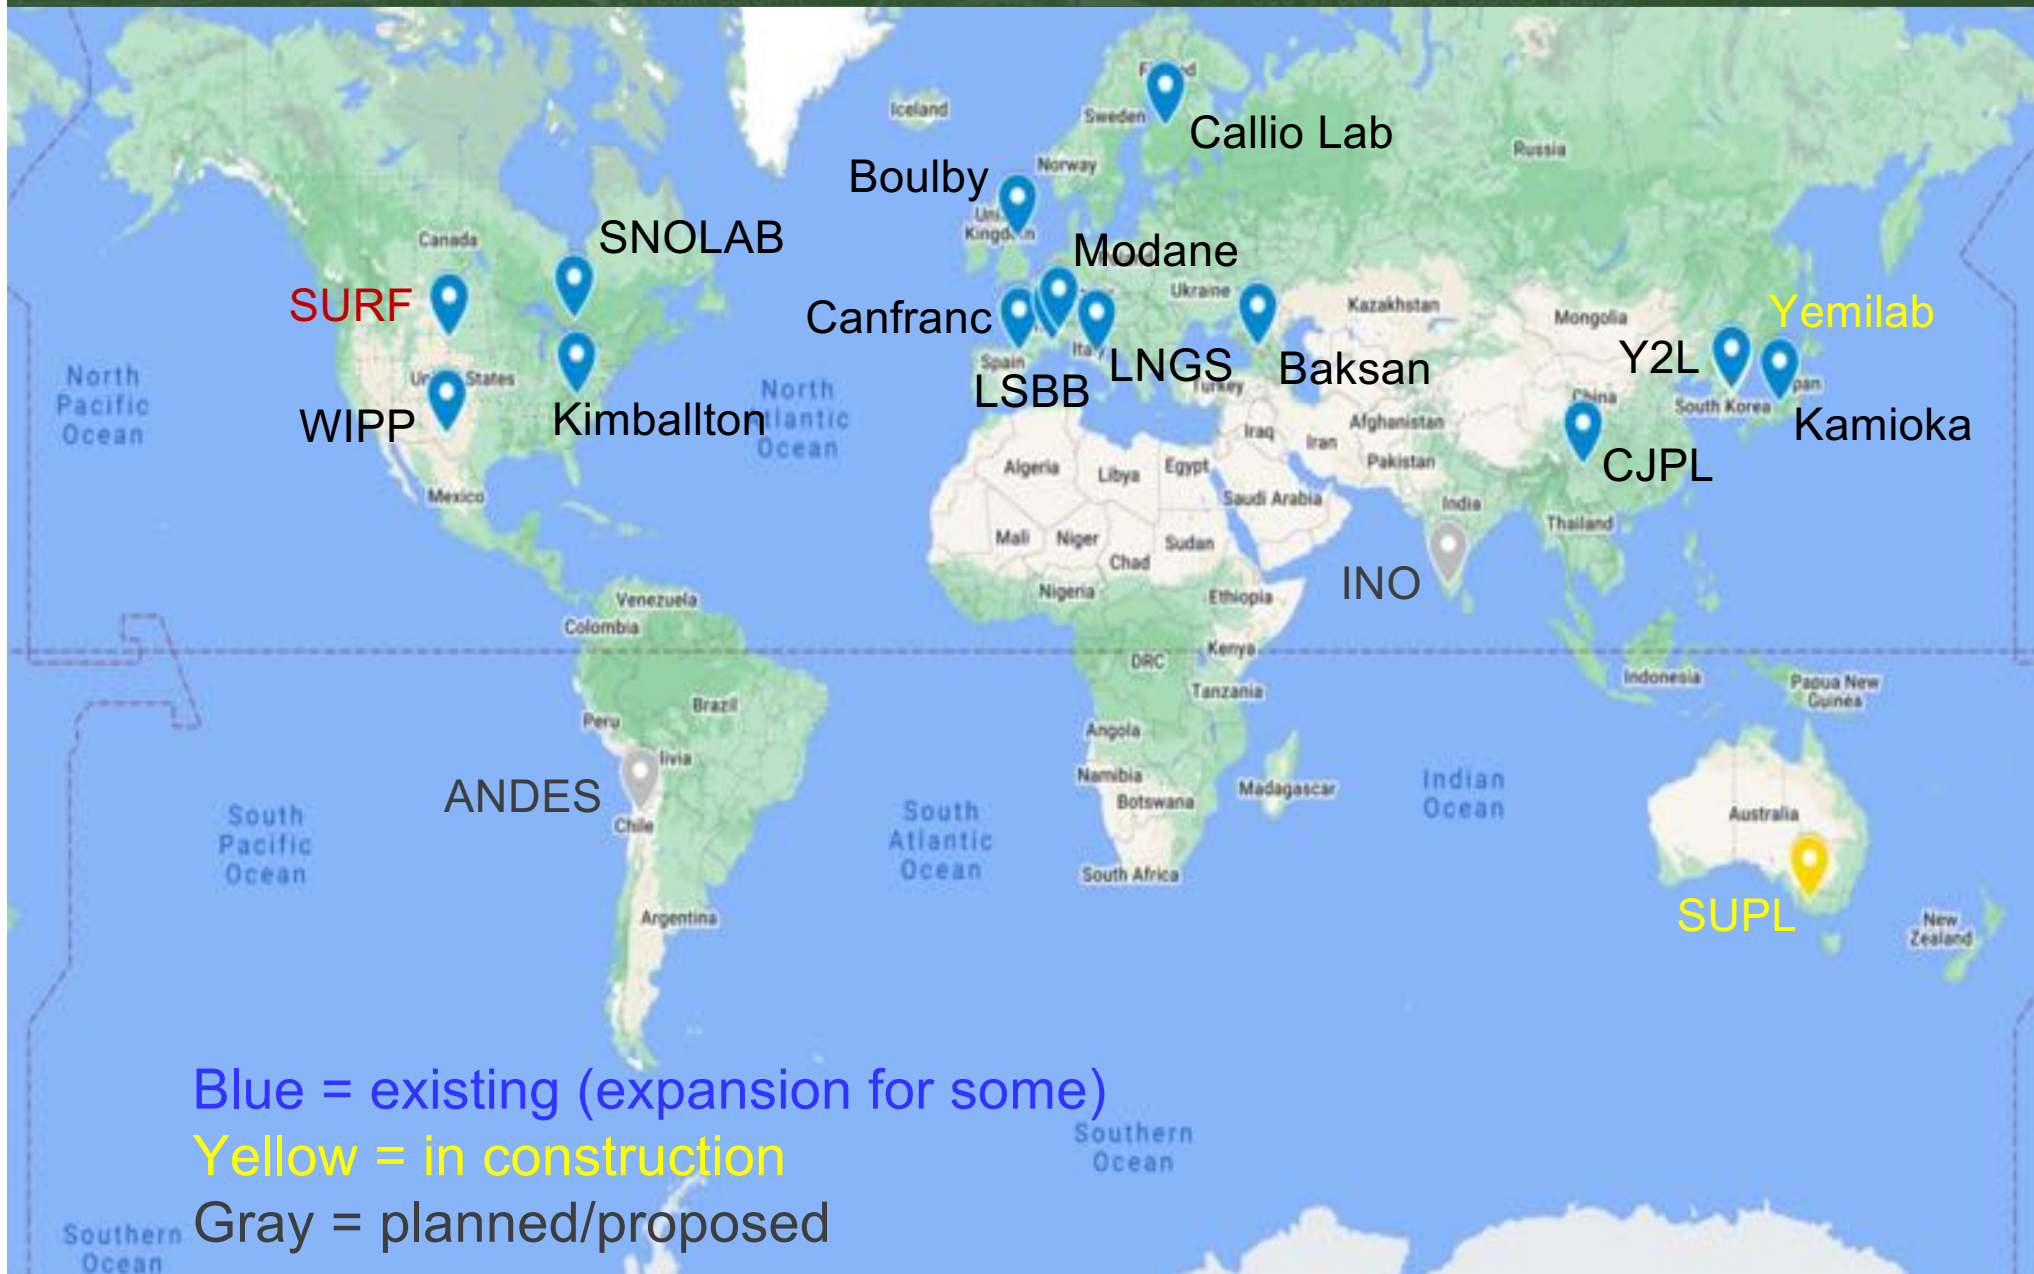 Iceland
Sweden
Callio Lab
Norway
Russia
Boulby
SNOLAB
Canada
Modane
SURF
Canfranc
Ukraine
Kazakhstan
Mongolia
Yemilab
Y2L
States
WIPP
Kimballton
Spain
LSBB
LNGS
Turkey
Baksan
China
South Korea
Kamioka
North
Pacific
Ocean
North
Atlantic
Ocean
Iraq
Iran
Afghanistan
Pakistan
CJPL
Mexico
Algeria
Libya
Egypt
Saudi Arabia
India
Thailand
Mali
Niger
Chad
Sudan
INO
Nigeria
Ethiopia
Venezuela
Colombia
DRC
Kenya
Tanzania
Indonesia
Papua New
Guinea
Peru
Brazil
livia
Angola
Namibia
Botswana
Madagascar
Indian
Ocean
ANDES
Chile
South
Pacific
Ocean
South
Atlantic
Ocean
South Africa
Australia
SUPL
Argentina
New
Zealand
Blue = existing (expansion for some)
Yellow = in construction
Gray = planned/proposed
Southern
Ocean
Southern
Ocean